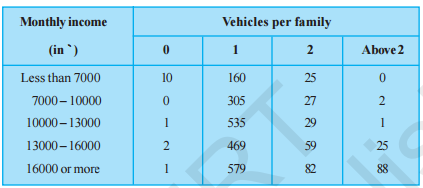 Monthly income Vehicles per family
(in `) 0 1 2 Above 2
Less than 7000 10 160 25 0
7000 – 10000 0 305 27 2
10000 – 13000 1 535 29 1
13000 – 16000 2 469 59 25
16000 or more 1 579 82 88